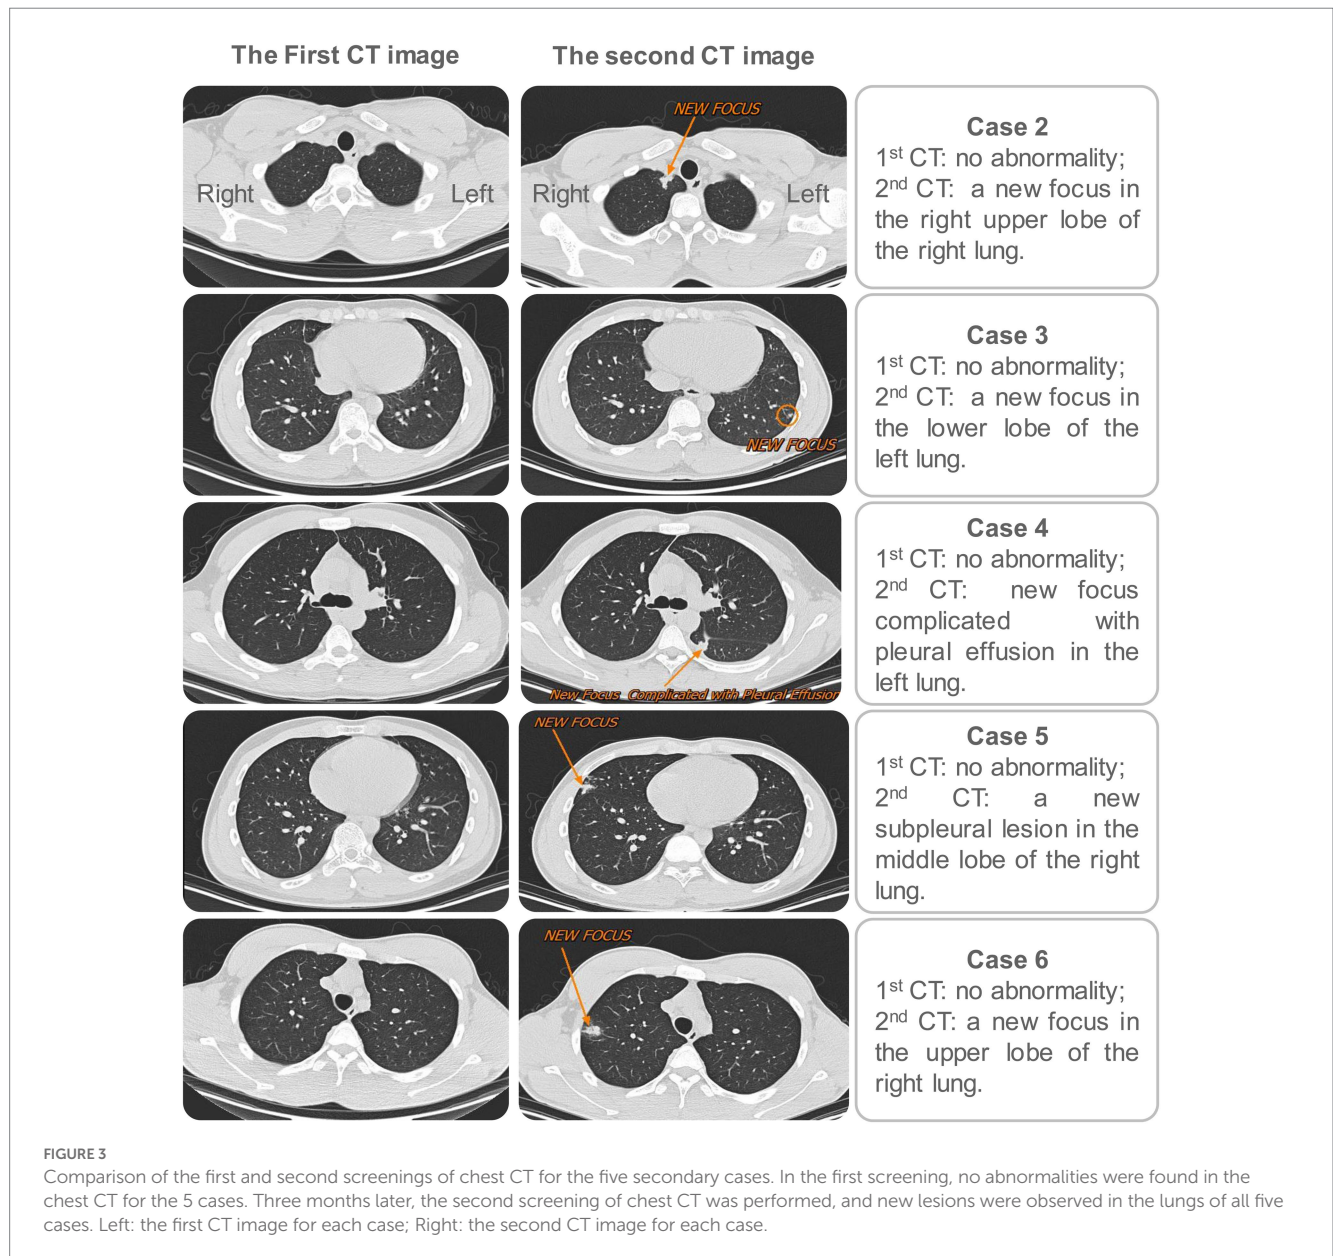 The First CT image
The second CT image
NEW FOCUS
Right
Left
Right
Left
Case 2
1st CT: no abnormality;
2nd CT: a new focus in
the right upper lobe of
the right lung.
NEW FOCUS
Case 3
1st CT: no abnormality;
2nd CT: a new focus in
the lower lobe of the
left lung.
New Focus Complicated with Pleural Effusion
Case 4
1st CT: no abnormality;
2nd CT: new focus
complicated with
pleural effusion in the
left lung.
NEW FOCUS
Case 5
1st CT: no abnormality;
2nd CT: a new
subpleural lesion in the
middle lobe of the right
lung.
NEW FOCUS
Case 6
1st CT: no abnormality;
2nd CT: a new focus in
the upper lobe of the
right lung.
FIGURE 3
Comparison of the first and second screenings of chest CT for the five secondary cases. In the first screening, no abnormalities were found in the
chest CT for the 5 cases. Three months later, the second screening of chest CT was performed, and new lesions were observed in the lungs of all five
cases. Left: the first CT image for each case; Right: the second CT image for each case.